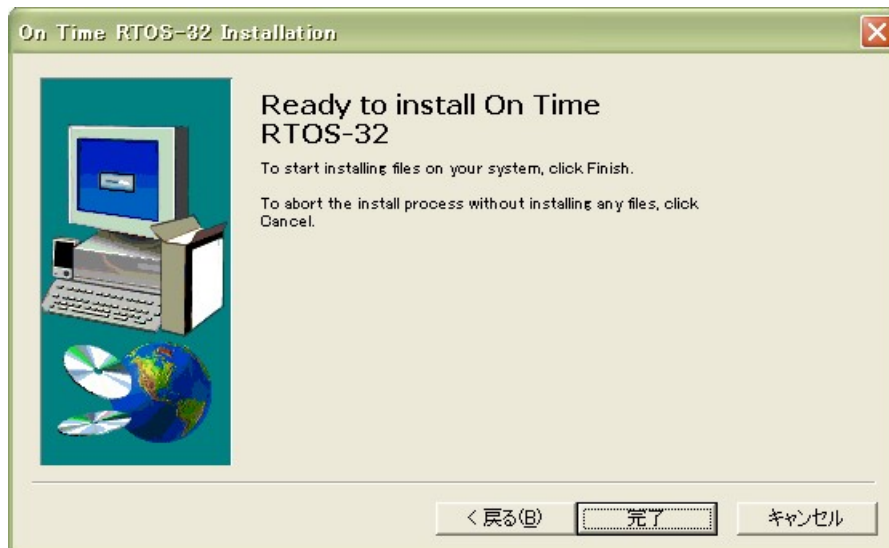 On Time RTOS-32 Installation
Ready to install On Time
RTOS-32
To start installing files on your system, click Finish.
To abort the install process without installing any files, click
Cancel.
< 戻る(B) 完了 キャンセル